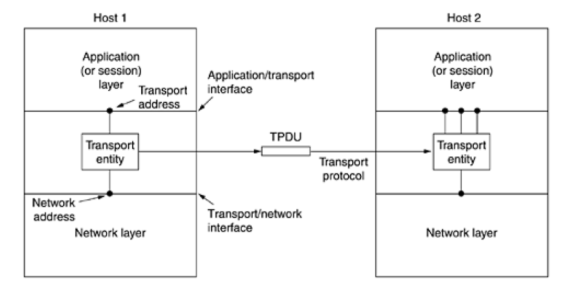 Host 1
Host 2
Application
(or session)
layer
Transport
address
Application/transport
interface
Application
(or session)
layer
Transport
entity
TPDU
Transport
protocol
Transport
entity
Network
address
Transport/network
interface
Network layer
Network layer